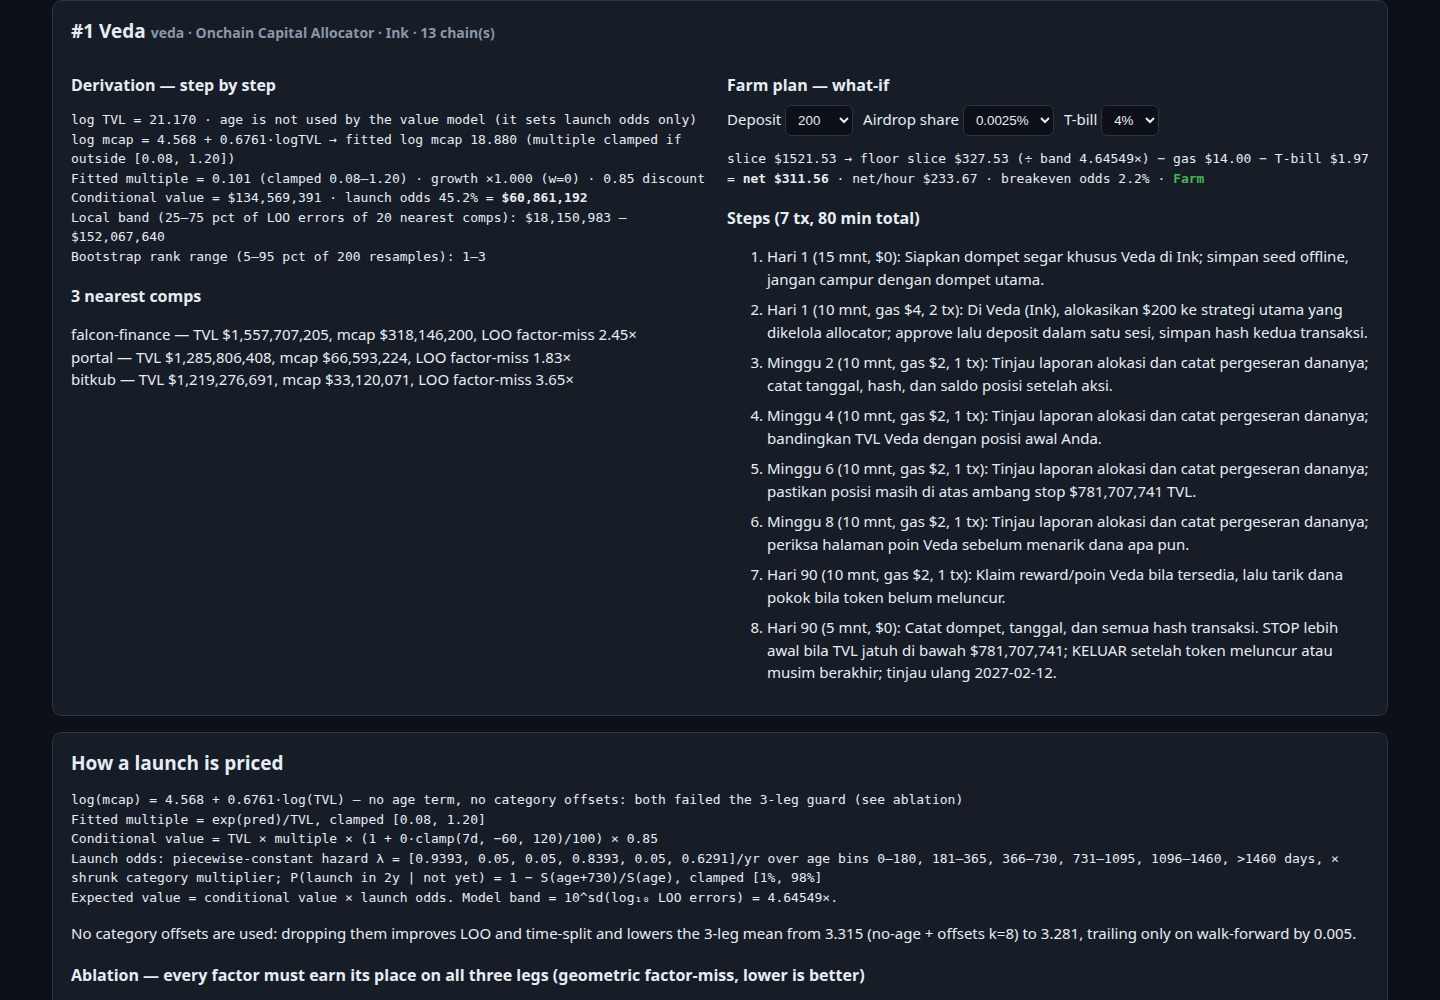 #1 Veda veda · Onchain Capital Allocator · Ink · 13 chain(s)
Derivation — step by step
log TVL = 21.170 · age is not used by the value model (it sets launch odds only)
log mcap = 4.568 + 0.6761·logTVL → fitted log mcap 18.880 (multiple clamped if
outside [0.08, 1.20])
Fitted multiple = 0.101 (clamped 0.08–1.20) · growth ×1.000 (w=0) · 0.85 discount
Conditional value = $134,569,391 · launch odds 45.2% = $60,861,192
Local band (25–75 pct of LOO errors of 20 nearest comps): $18,150,983 –
$152,067,640
Bootstrap rank range (5–95 pct of 200 resamples): 1–3
3 nearest comps
falcon-finance — TVL $1,557,707,205, mcap $318,146,200, LOO factor-miss 2.45×
portal — TVL $1,285,806,408, mcap $66,593,224, LOO factor-miss 1.83×
bitkub — TVL $1,219,276,691, mcap $33,120,071, LOO factor-miss 3.65×
Farm plan — what-if
Deposit 200 Airdrop share 0.0025% T-bill 4%
slice $1521.53 → floor slice $327.53 (÷ band 4.64549×) − gas $14.00 − T-bill $1.97
= net $311.56 · net/hour $233.67 · breakeven odds 2.2% · Farm
Steps (7 tx, 80 min total)
1. Hari 1 (15 mnt, $0): Siapkan dompet segar khusus Veda di Ink; simpan seed offline,
jangan campur dengan dompet utama.
2. Hari 1 (10 mnt, gas $4, 2 tx): Di Veda (Ink), alokasikan $200 ke strategi utama yang
dikelola allocator; approve lalu deposit dalam satu sesi, simpan hash kedua transaksi.
3. Minggu 2 (10 mnt, gas $2, 1 tx): Tinjau laporan alokasi dan catat pergeseran dananya;
catat tanggal, hash, dan saldo posisi setelah aksi.
4. Minggu 4 (10 mnt, gas $2, 1 tx): Tinjau laporan alokasi dan catat pergeseran dananya;
bandingkan TVL Veda dengan posisi awal Anda.
5. Minggu 6 (10 mnt, gas $2, 1 tx): Tinjau laporan alokasi dan catat pergeseran dananya;
pastikan posisi masih di atas ambang stop $781,707,741 TVL.
6. Minggu 8 (10 mnt, gas $2, 1 tx): Tinjau laporan alokasi dan catat pergeseran dananya;
periksa halaman poin Veda sebelum menarik dana apa pun.
7. Hari 90 (10 mnt, gas $2, 1 tx): Klaim reward/poin Veda bila tersedia, lalu tarik dana
pokok bila token belum meluncur.
8. Hari 90 (5 mnt, $0): Catat dompet, tanggal, dan semua hash transaksi. STOP lebih
awal bila TVL jatuh di bawah $781,707,741; KELUAR setelah token meluncur atau
musim berakhir; tinjau ulang 2027-02-12.
How a launch is priced
log(mcap) = 4.568 + 0.6761·log(TVL) — no age term, no category offsets: both failed the 3-leg guard (see ablation)
Fitted multiple = exp(pred)/TVL, clamped [0.08, 1.20]
Conditional value = TVL × multiple × (1 + 0·clamp(7d, −60, 120)/100) × 0.85
Launch odds: piecewise-constant hazard λ = [0.9393, 0.05, 0.05, 0.8393, 0.05, 0.6291]/yr over age bins 0–180, 181–365, 366–730, 731–1095, 1096–1460, >1460 days, ×
shrunk category multiplier; P(launch in 2y | not yet) = 1 − S(age+730)/S(age), clamped [1%, 98%]
Expected value = conditional value × launch odds. Model band = 10^sd(log₁₀ LOO errors) = 4.64549×.
No category offsets are used: dropping them improves LOO and time-split and lowers the 3-leg mean from 3.315 (no-age + offsets k=8) to 3.281, trailing only on walk-forward by 0.005.
Ablation — every factor must earn its place on all three legs (geometric factor-miss, lower is better)